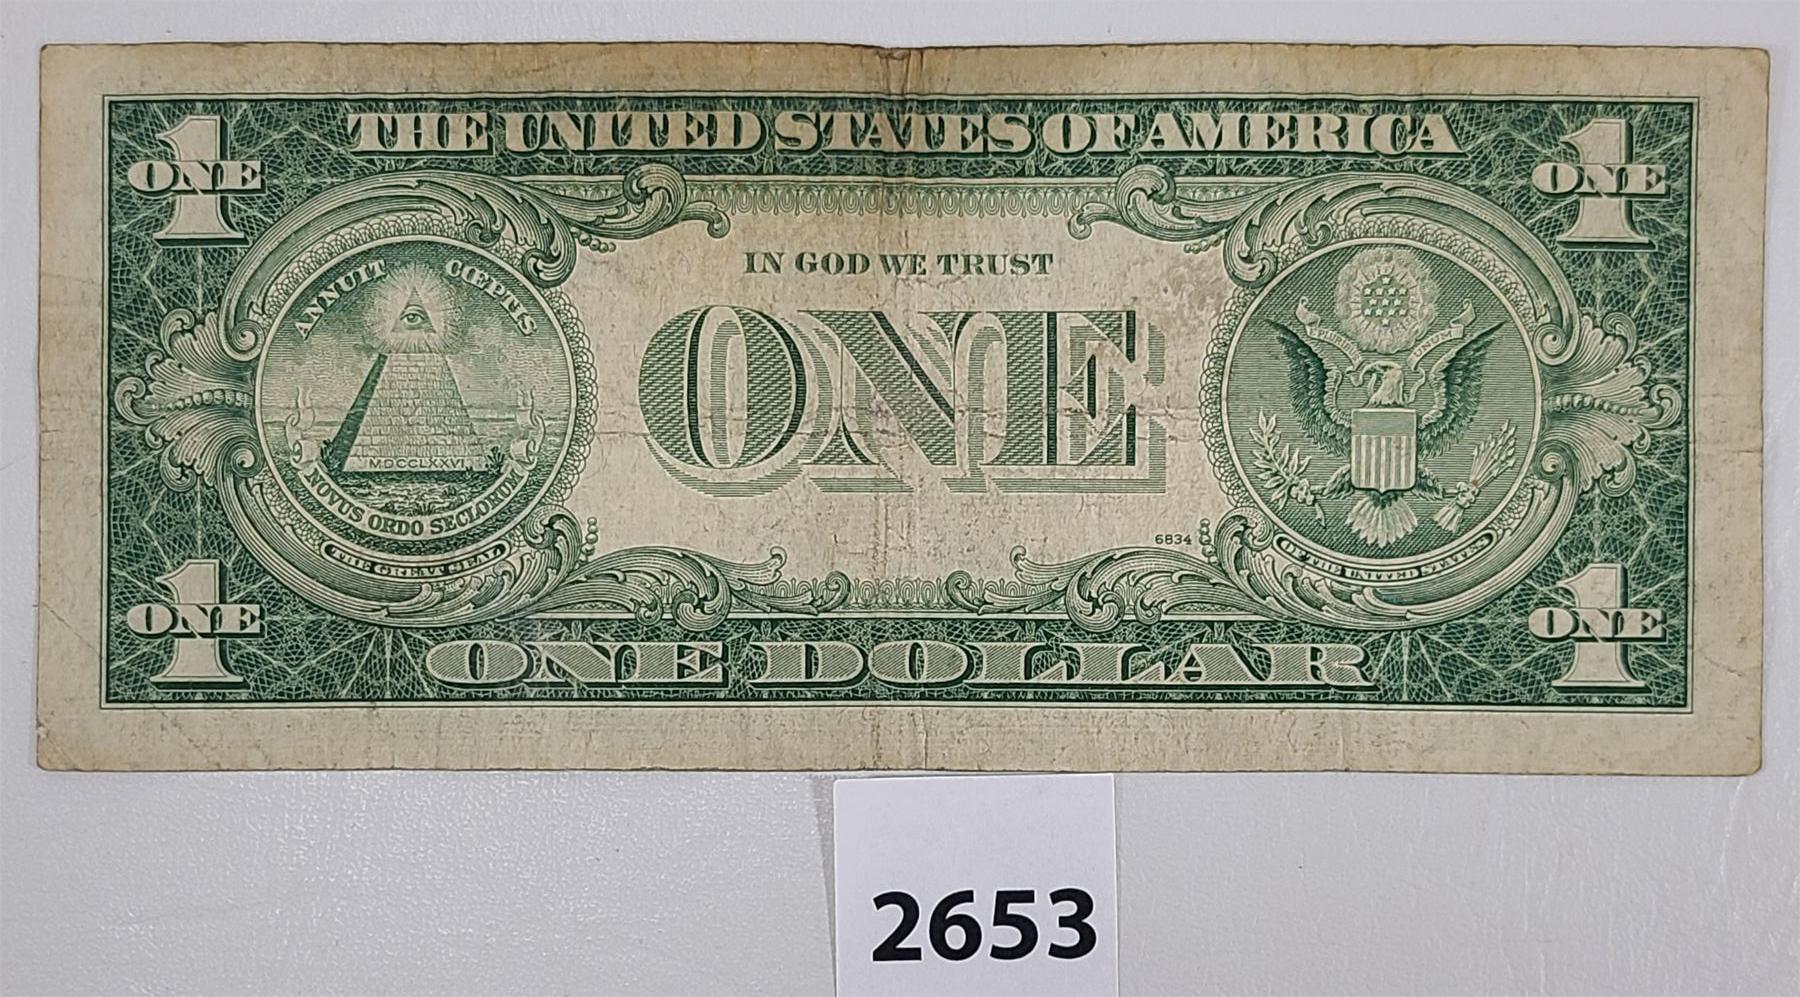 THE UNITED STATES OF AMERICA
1
ONE
1
ONE
IN GOD WE TRUST
ANNUIT CŒPTIS
ONE
MDCCLXXVI
NOVUS ORDO SECLORUM
THE GREAT SEAL
6834
OF THE UNITED STATES
1
ONE
1
ONE
ONE DOLLAR
2653